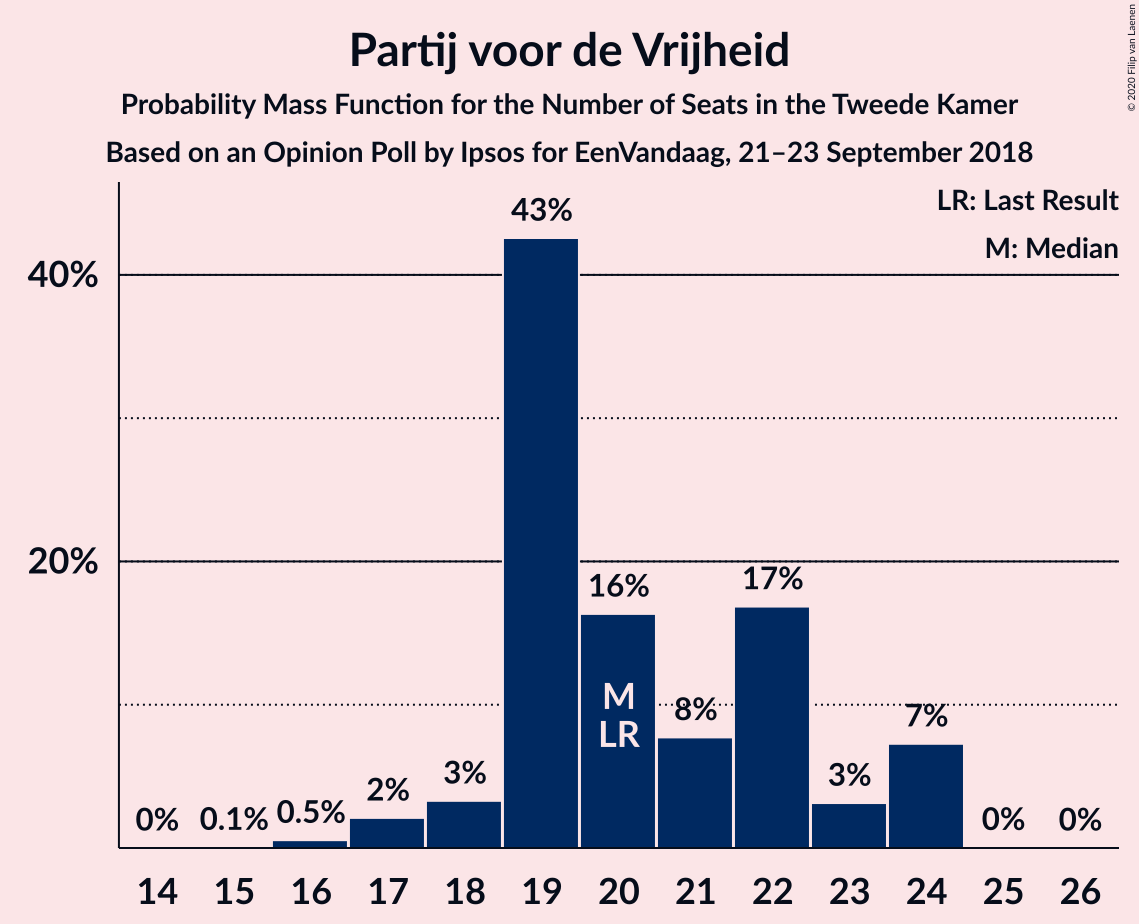 Partij voor de Vrijheid
Probability Mass Function for the Number of Seats in the Tweede Kamer
Based on an Opinion Poll by Ipsos for EenVandaag, 21–23 September 2018
© 2020 Filip van Laenen
LR: Last Result
M: Median
40%
20%
0%
0.1%
0.5%
2%
3%
43%
16%
M
LR
8%
17%
3%
7%
0%
0%
14 15 16 17 18 19 20 21 22 23 24 25 26